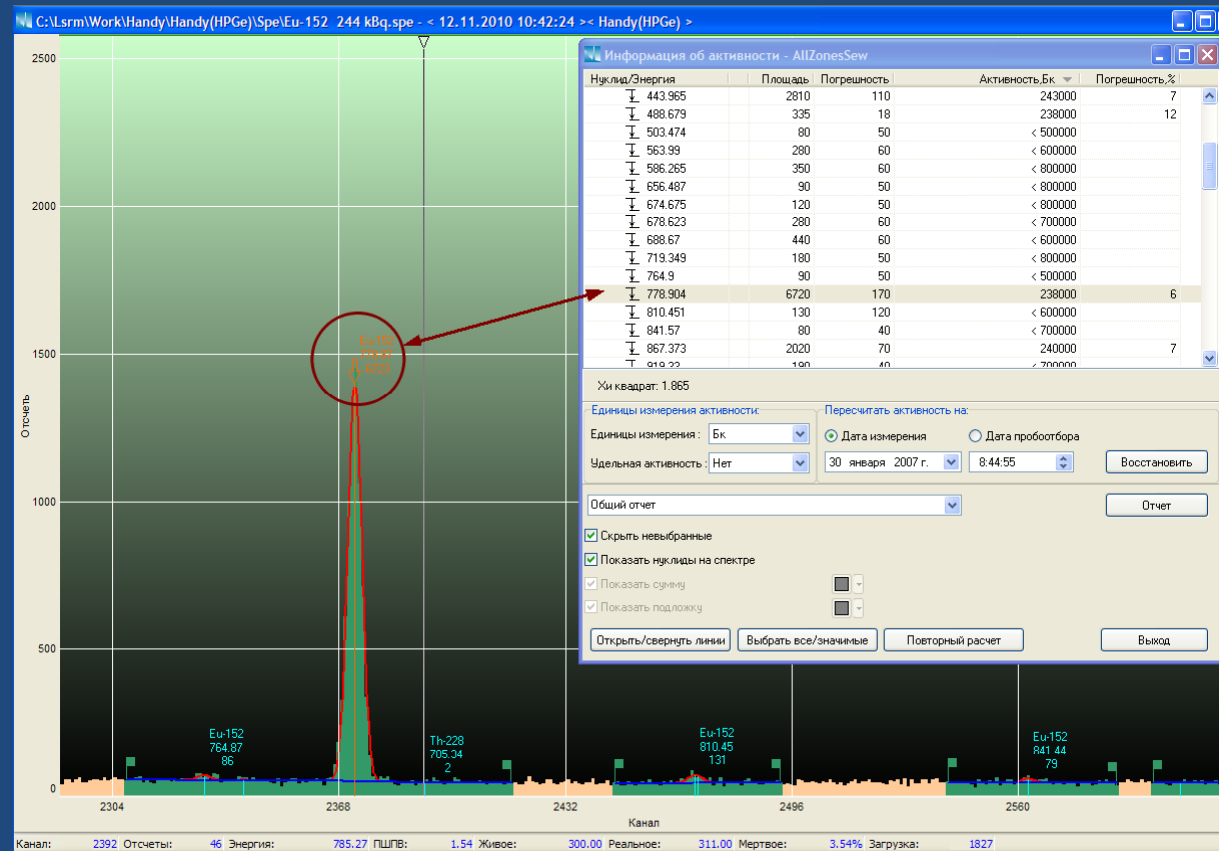 C:\Lsrm\Work\Handy\Handy(HPGe)\Spe\Eu-152 244 kBq.spe - < 12.11.2010 10:42:24 >< Handy(HPGe) >
Информация об активности - AllZonesSew
Нуклид/Энергия Площадь Погрешность Активность,Бк Погрешность,%
443.965 2810 110 243000 7
488.679 335 18 238000 12
503.474 80 50 < 500000
563.99 280 60 < 600000
586.265 350 60 < 800000
656.487 90 50 < 800000
674.675 120 50 < 800000
678.623 280 60 < 700000
688.67 440 60 < 600000
719.349 180 50 < 800000
764.9 90 50 < 500000
778.904 6720 170 238000 6
810.451 130 120 < 600000
841.57 80 40 < 700000
867.373 2020 70 240000 7
919.33 190 40 < 700000
Хи квадрат: 1.865
Единицы измерения активности: Пересчитать активность на:
Единицы измерения : Бк Дата измерения Дата пробоотбора
Удельная активность : Нет 30 января 2007 г. 8:44:55 Восстановить
Общий отчет Отчет
Скрыть невыбранные
Показать нуклиды на спектре
Показать сумму
Показать подложку
Открыть/свернуть линии Выбрать все/значимые Повторный расчет Выход
2500
2000
1500
1000
500
0
Отсчеть
Eu-152
Eu-152
764.87
86
Th-228
785.34
2
Eu-152
810.45
131
Eu-152
841.44
79
2304 2368 2432 2496 2560
Канал
Канал: 2392 Отсчеты: 46 Энергия: 785.27 ПШПВ: 1.54 Живое: 300.00 Реальное: 311.00 Мертвое: 3.54% Загрузка: 1827